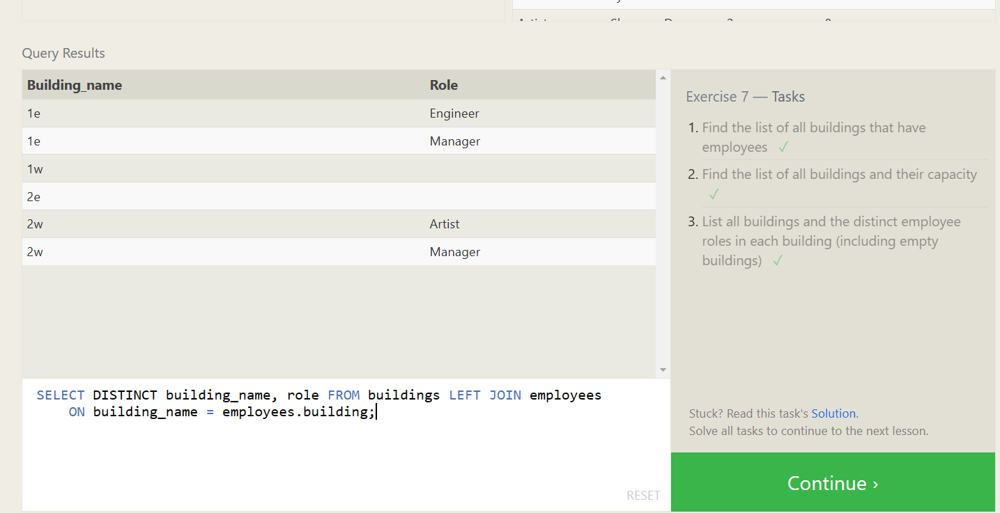 Query Results
Building_name Role
1e Engineer
1e Manager
1w
2e
2w Artist
2w Manager
SELECT DISTINCT building_name, role FROM buildings LEFT JOIN employees
ON building_name = employees.building;
RESET
Exercise 7 — Tasks
1. Find the list of all buildings that have
employees ✓
2. Find the list of all buildings and their capacity
✓
3. List all buildings and the distinct employee
roles in each building (including empty
buildings) ✓
Stuck? Read this task's Solution.
Solve all tasks to continue to the next lesson.
Continue ›